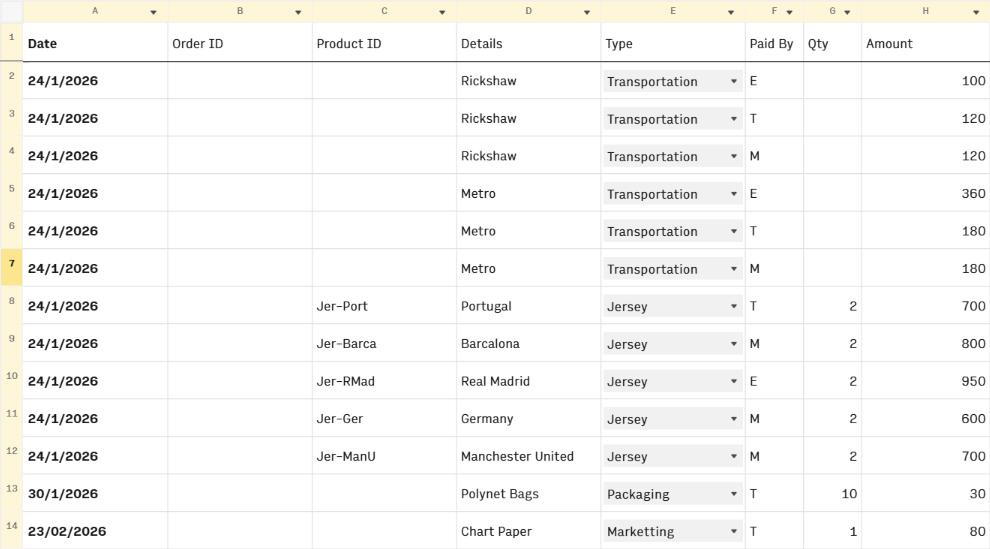 A B C D E F G H
1 Date Order ID Product ID Details Type Paid By Qty Amount
2 24/1/2026 Rickshaw Transportation E 100
3 24/1/2026 Rickshaw Transportation T 120
4 24/1/2026 Rickshaw Transportation M 120
5 24/1/2026 Metro Transportation E 360
6 24/1/2026 Metro Transportation T 180
7 24/1/2026 Metro Transportation M 180
8 24/1/2026 Jer-Port Portugal Jersey T 2 700
9 24/1/2026 Jer-Barca Barcalona Jersey M 2 800
10 24/1/2026 Jer-RMad Real Madrid Jersey E 2 950
11 24/1/2026 Jer-Ger Germany Jersey M 2 600
12 24/1/2026 Jer-ManU Manchester United Jersey M 2 700
13 30/1/2026 Polynet Bags Packaging T 10 30
14 23/02/2026 Chart Paper Marketting T 1 80